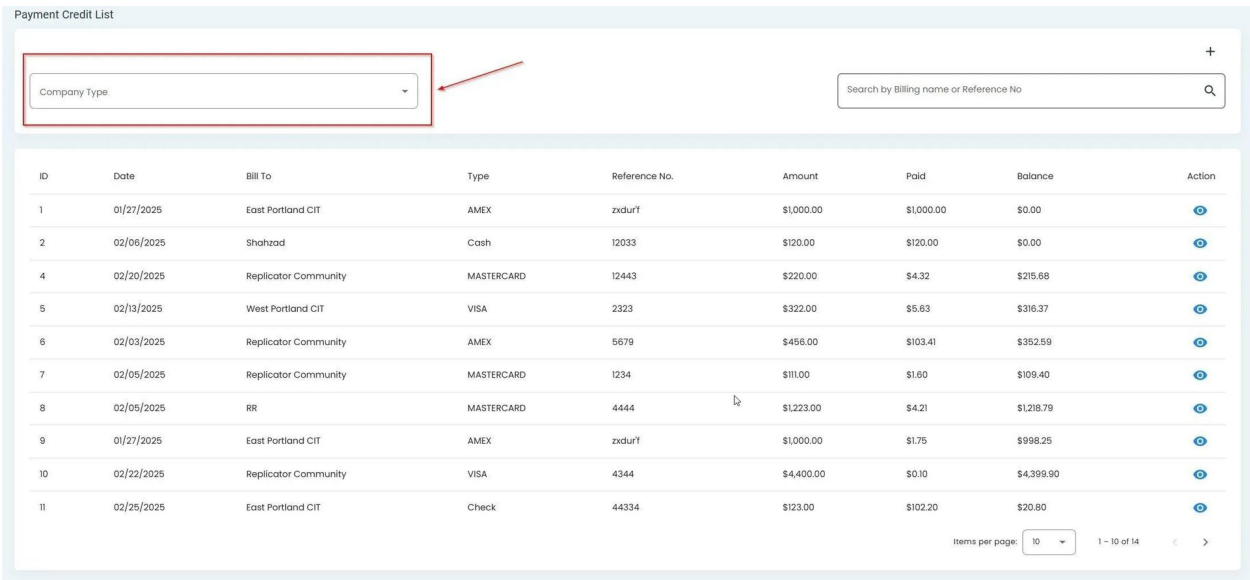 Payment Credit List
+
Company Type
Search by Billing name or Reference No
ID Date Bill To Type Reference No. Amount Paid Balance Action
1 01/27/2025 East Portland CIT AMEX zxdur'f $1,000.00 $1,000.00 $0.00
2 02/06/2025 Shahzad Cash 12033 $120.00 $120.00 $0.00
4 02/20/2025 Replicator Community MASTERCARD 12443 $220.00 $4.32 $215.68
5 02/13/2025 West Portland CIT VISA 2323 $322.00 $5.63 $316.37
6 02/03/2025 Replicator Community AMEX 5679 $456.00 $103.41 $352.59
7 02/05/2025 Replicator Community MASTERCARD 1234 $111.00 $1.60 $109.40
8 02/05/2025 RR MASTERCARD 4444 $1,223.00 $4.21 $1,218.79
9 01/27/2025 East Portland CIT AMEX zxdur'f $1,000.00 $1.75 $998.25
10 02/22/2025 Replicator Community VISA 4344 $4,400.00 $0.10 $4,399.90
11 02/25/2025 East Portland CIT Check 44334 $123.00 $102.20 $20.80
Items per page: 10 1 – 10 of 14